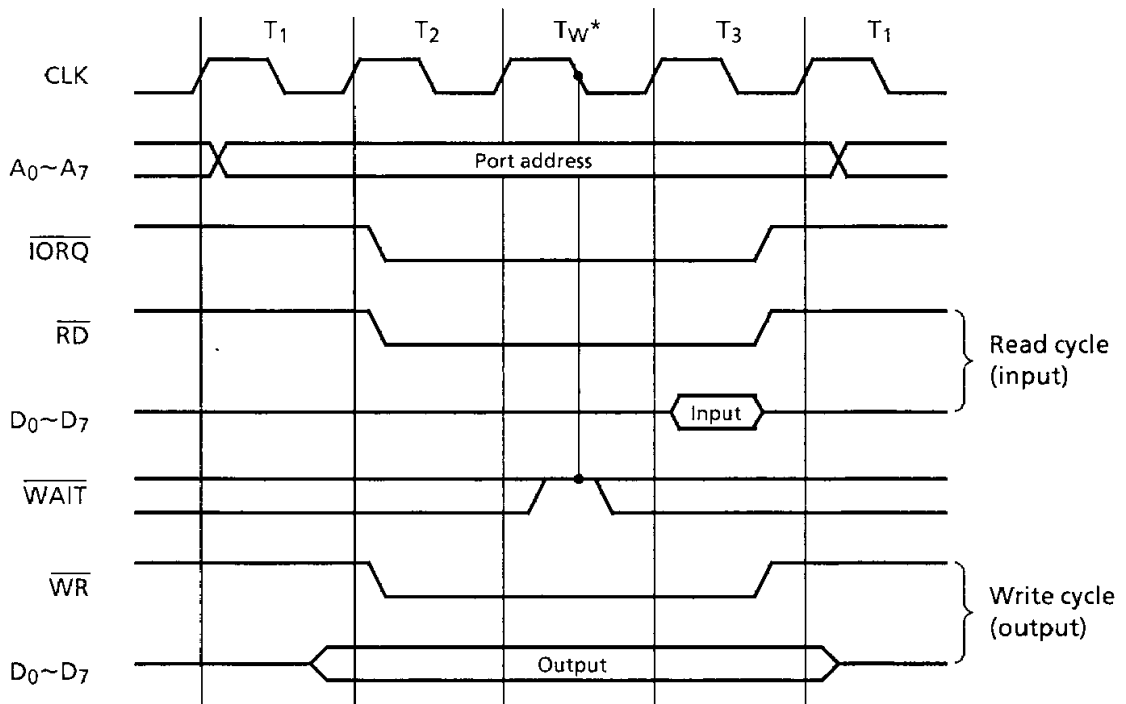 T1 T2 TW* T3 T1
CLK
A0~A7 Port address
IORQ
RD
Read cycle
(input)
D0~D7 Input
WAIT
WR
Write cycle
(output)
D0~D7 Output